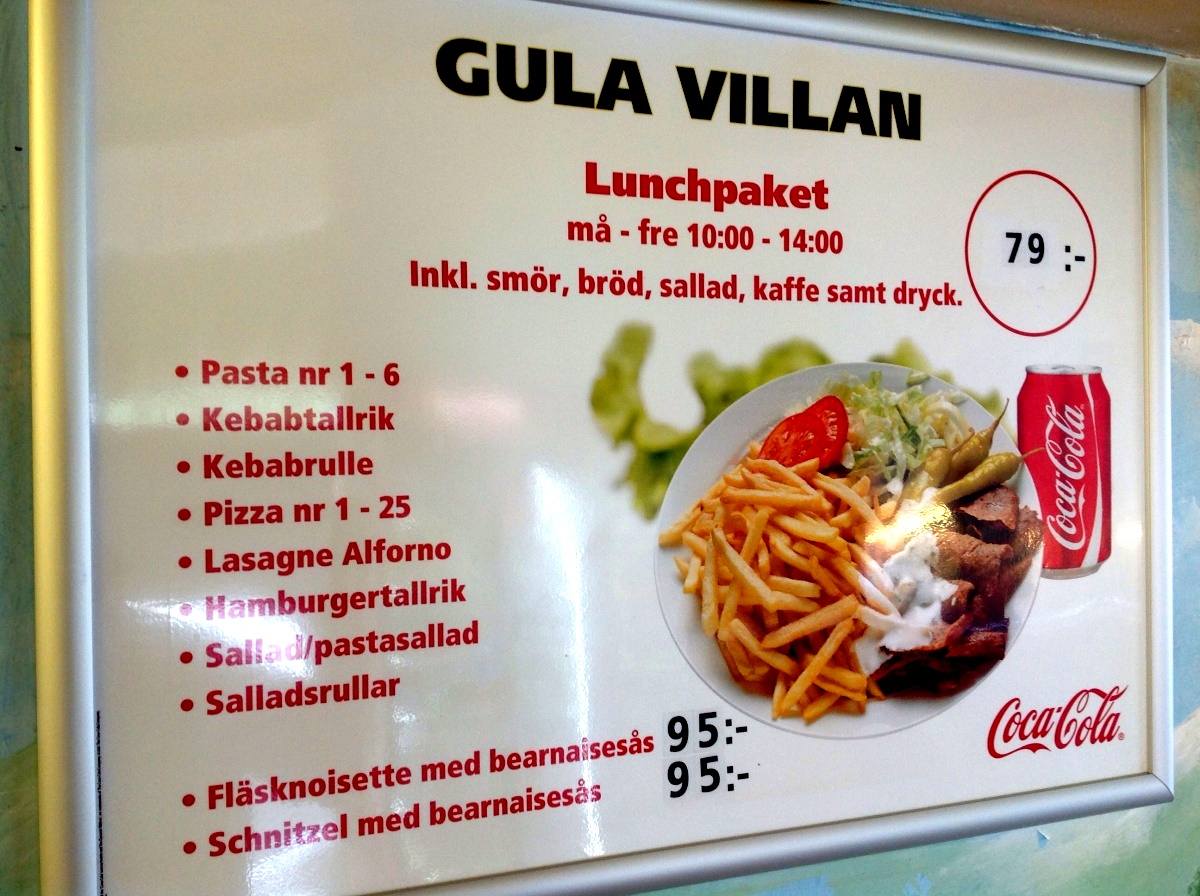 GULA VILLAN
Lunchpaket
må - fre 10:00 - 14:00
Inkl. smör, bröd, sallad, kaffe samt dryck.
79 :-
• Pasta nr 1 - 6
• Kebabtallrik
• Kebabrulle
• Pizza nr 1 - 25
• Lasagne Alforno
• Hamburgertallrik
• Sallad/pastasallad
• Salladsrullar
• Fläsknoisette med bearnaisesås 95:-
• Schnitzel med bearnaisesås 95:-
Coca-Cola
Coca-Cola®